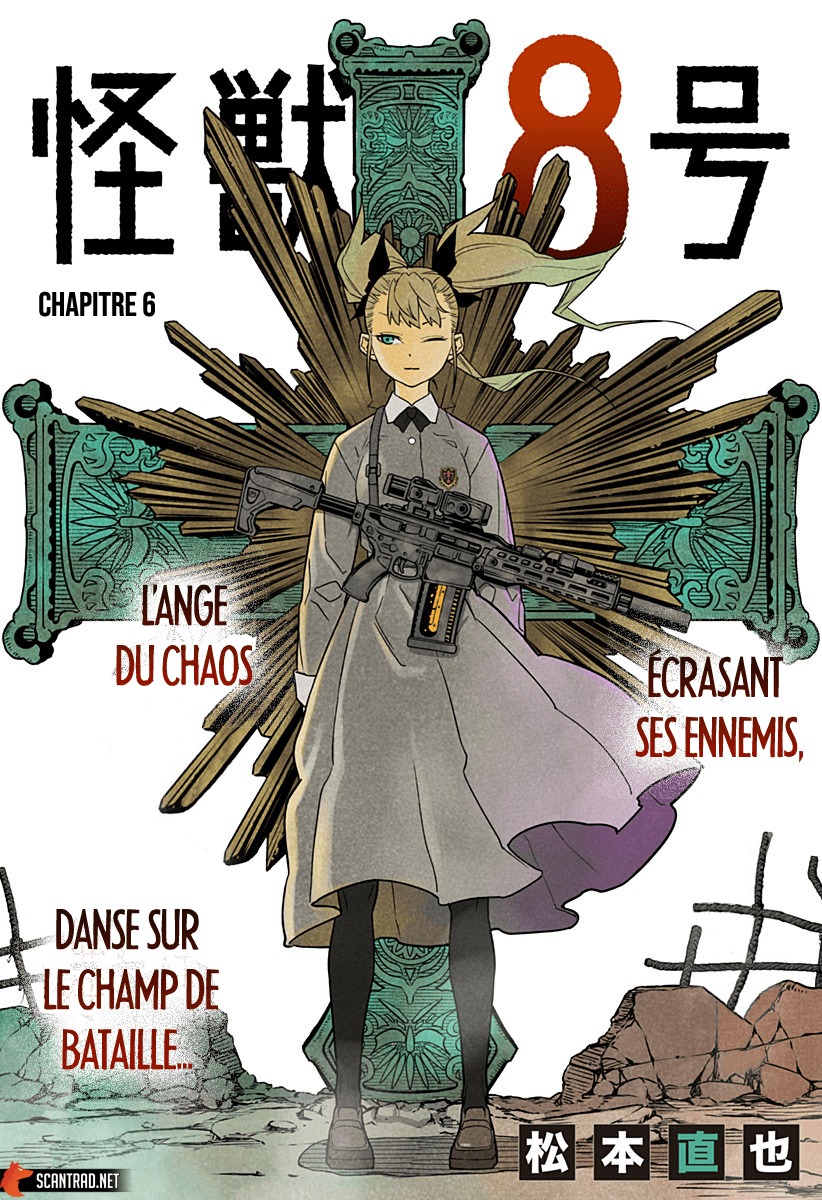 怪獣8号
CHAPITRE 6
L'ANGE
DU CHAOS
ÉCRASANT
SES ENNEMIS,
DANSE SUR
LE CHAMP DE
BATAILLE...
松本直也
SCANTRAD.NET